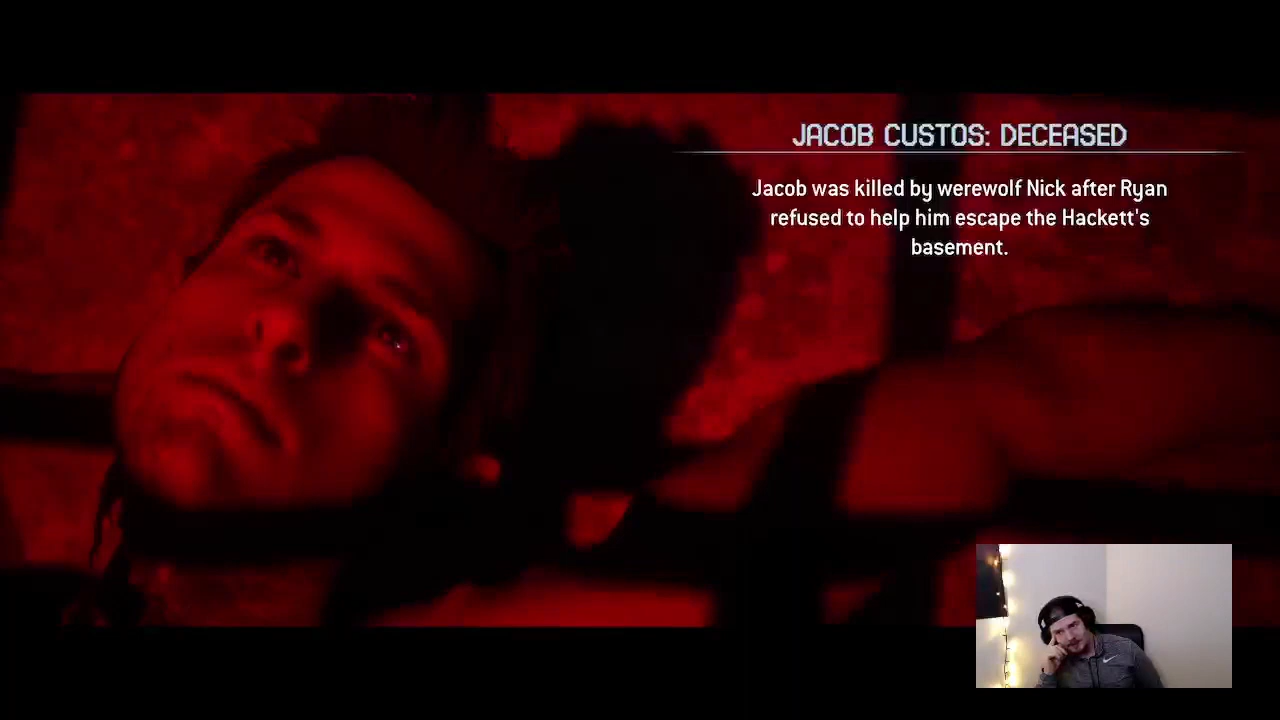 JACOB CUSTOS: DECEASED
Jacob was killed by werewolf Nick after Ryan
refused to help him escape the Hackett's
basement.